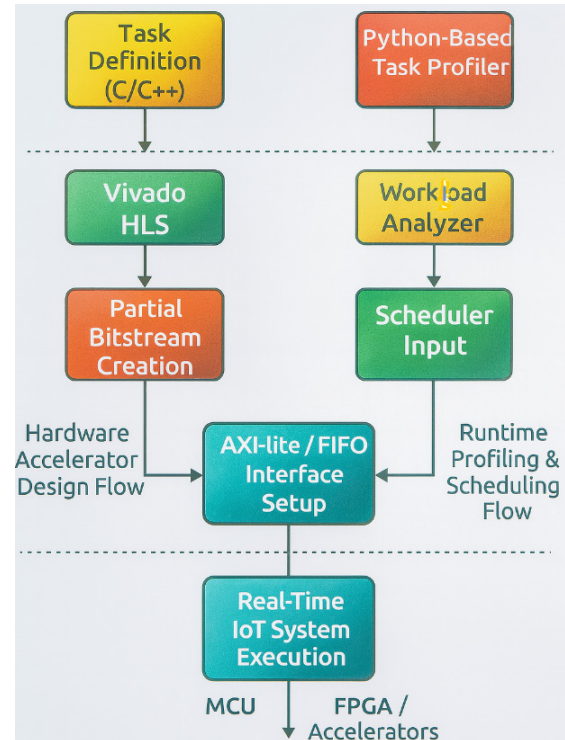 Task
Definition
(C/C++)
Python-Based
Task Profiler
Vivado
HLS
Workload
Analyzer
Partial
Bitstream
Creation
Scheduler
Input
Hardware
Accelerator
Design Flow
AXI-lite / FIFO
Interface
Setup
Runtime
Profiling &
Scheduling
Flow
Real-Time
IoT System
Execution
MCU
FPGA /
Accelerators